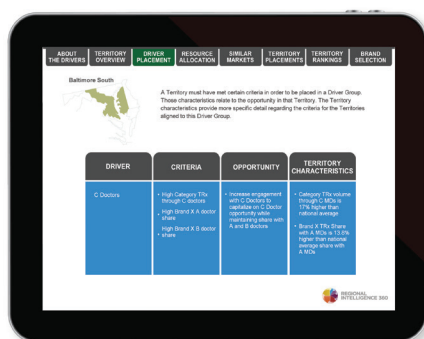 ABOUT
THE DRIVERS
TERRITORY
OVERVIEW
DRIVER
PLACEMENT
RESOURCE
ALLOCATION
SIMILAR
MARKETS
TERRITORY
PLACEMENTS
TERRITORY
RANKINGS
BRAND
SELECTION
Baltimore South
A Territory must have met certain criteria in order to be placed in a Driver Group.
Those characteristics relate to the opportunity in that Territory. The Territory
characteristics provide more specific detail regarding the criteria for the Territories
aligned to this Driver Group.
DRIVER
CRITERIA
OPPORTUNITY
TERRITORY
CHARACTERISTICS
C Doctors
• High Category TRx
through C doctors
• High Brand X A doctor
share
High Brand X B doctor
• share
• Increase engagement
with C Doctors to
capitalize on C Doctor
opportunity while
maintaining share with
A and B doctors
• Category TRx volume
through C MDs is
17% higher than
national average
• Brand X TRx Share
with A MDs is 13.6%
higher than national
average share with
A MDs
REGIONAL
INTELLIGENCE 360